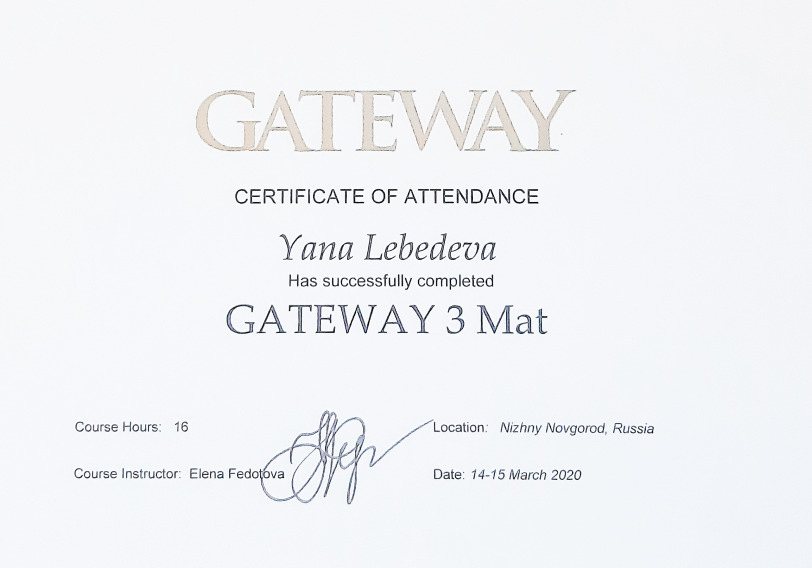 GATEWAY
CERTIFICATE OF ATTENDANCE
Yana Lebedeva
Has successfully completed
GATEWAY 3 Mat
Course Hours: 16
Location: Nizhny Novgorod, Russia
Course Instructor: Elena Fedotova
Date: 14-15 March 2020